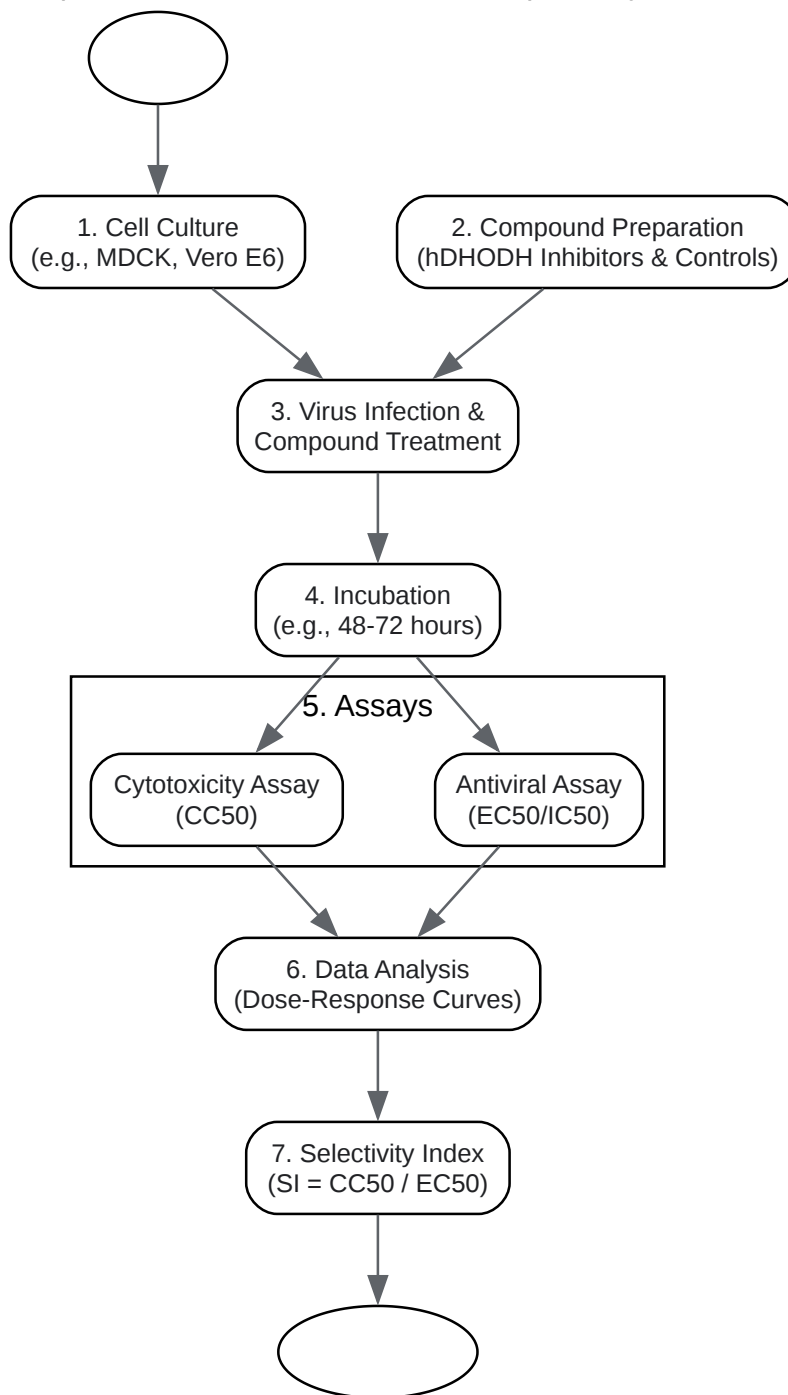 1. Cell Culture
(e.g., MDCK, Vero E6)
2. Compound Preparation
(hDHODH Inhibitors & Controls)
3. Virus Infection &
Compound Treatment
4. Incubation
(e.g., 48-72 hours)
5. Assays
Cytotoxicity Assay
(CC50)
Antiviral Assay
(EC50/IC50)
6. Data Analysis
(Dose-Response Curves)
7. Selectivity Index
(SI = CC50 / EC50)